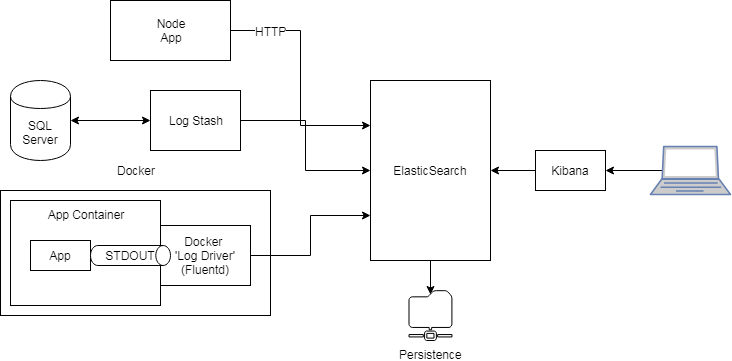 Node
App
HTTP
SQL
Server
Log Stash
ElasticSearch
Kibana
Docker
App Container
App
STDOUT
Docker
'Log Driver'
(Fluentd)
Persistence